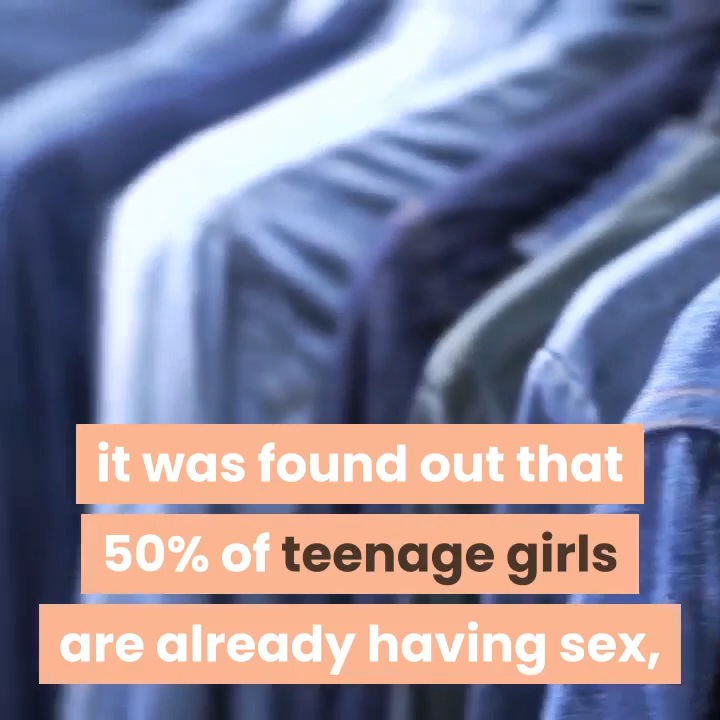 it was found out that
50% of teenage girls
are already having sex,